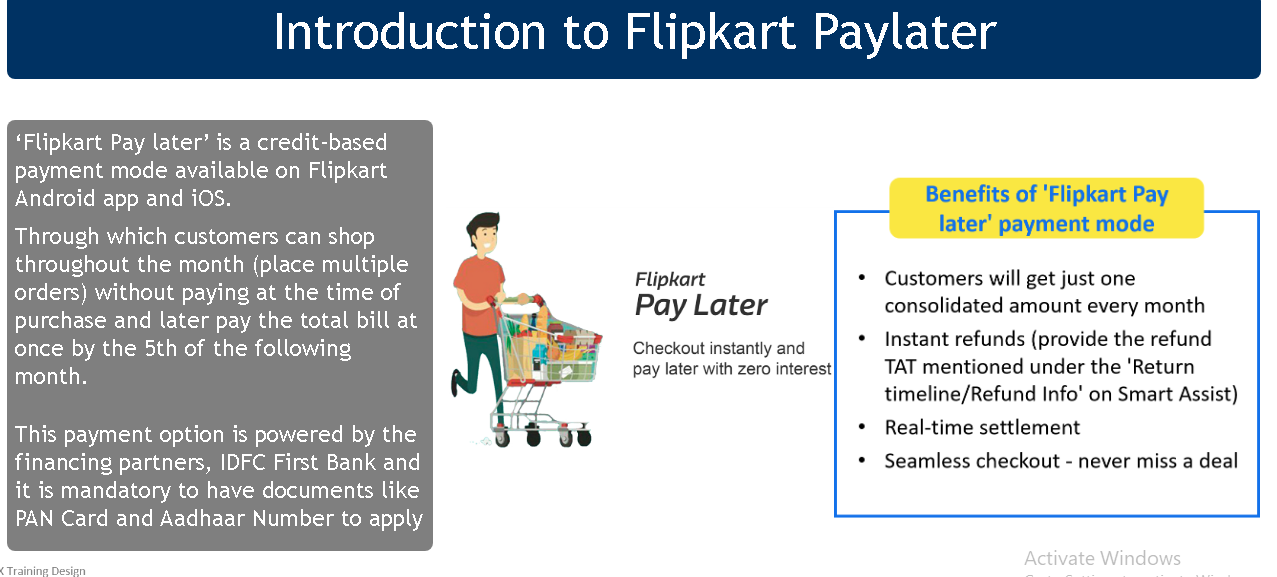 Introduction to Flipkart Paylater
‘Flipkart Pay later’ is a credit-based
payment mode available on Flipkart
Android app and iOS.
Through which customers can shop
throughout the month (place multiple
orders) without paying at the time of
purchase and later pay the total bill at
once by the 5th of the following
month.
This payment option is powered by the
financing partners, IDFC First Bank and
it is mandatory to have documents like
PAN Card and Aadhaar Number to apply
Flipkart
Pay Later
Checkout instantly and
pay later with zero interest
Benefits of 'Flipkart Pay
later' payment mode
• Customers will get just one
consolidated amount every month
• Instant refunds (provide the refund
TAT mentioned under the 'Return
timeline/Refund Info' on Smart Assist)
• Real-time settlement
• Seamless checkout - never miss a deal
X Training Design
Activate Windows